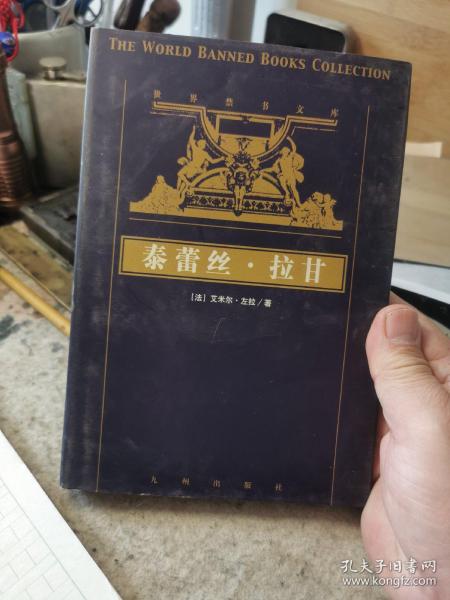 THE WORLD BANNED BOOKS COLLECTION
世界禁书文库
泰蕾丝·拉甘
［法］艾米尔·左拉／著
九州出版社
孔夫子旧书网
www.kongfz.com